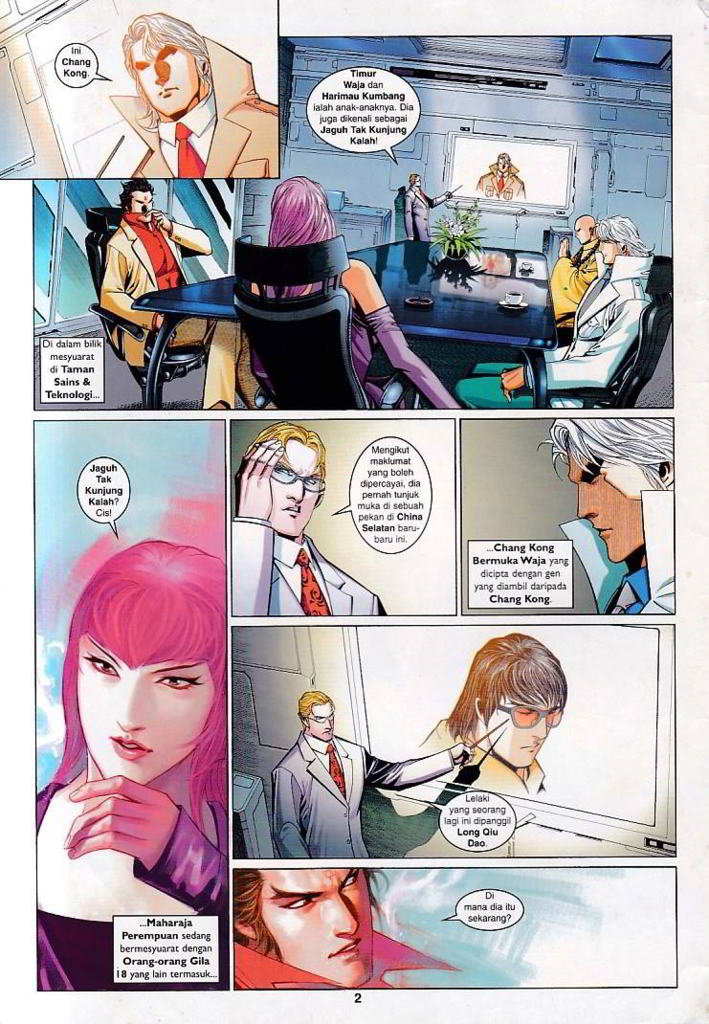 Ini
Chang
Kong.
Timur
Waja dan
Harimau Kumbang
ialah anak-anaknya. Dia
juga dikenali sebagai
Jaguh Tak Kunjung
Kalah!
Di dalam bilik
mesyuarat
di Taman
Sains &
Teknologi...
Jaguh
Tak
Kunjung
Kalah?
Cis!
...Maharaja
Perempuan sedang
bermesyuarat dengan
Orang-orang Gila
18 yang lain termasuk...
Mengikut
maklumat
yang boleh
dipercayai, dia
pernah tunjuk
muka di sebuah
pekan di China
Selatan baru-
baru ini.
...Chang Kong
Bermuka Waja yang
dicipta dengan gen
yang diambil daripada
Chang Kong.
Lelaki
yang seorang
lagi ini dipanggil
Long Qiu
Dao.
Di
mana dia itu
sekarang?
2